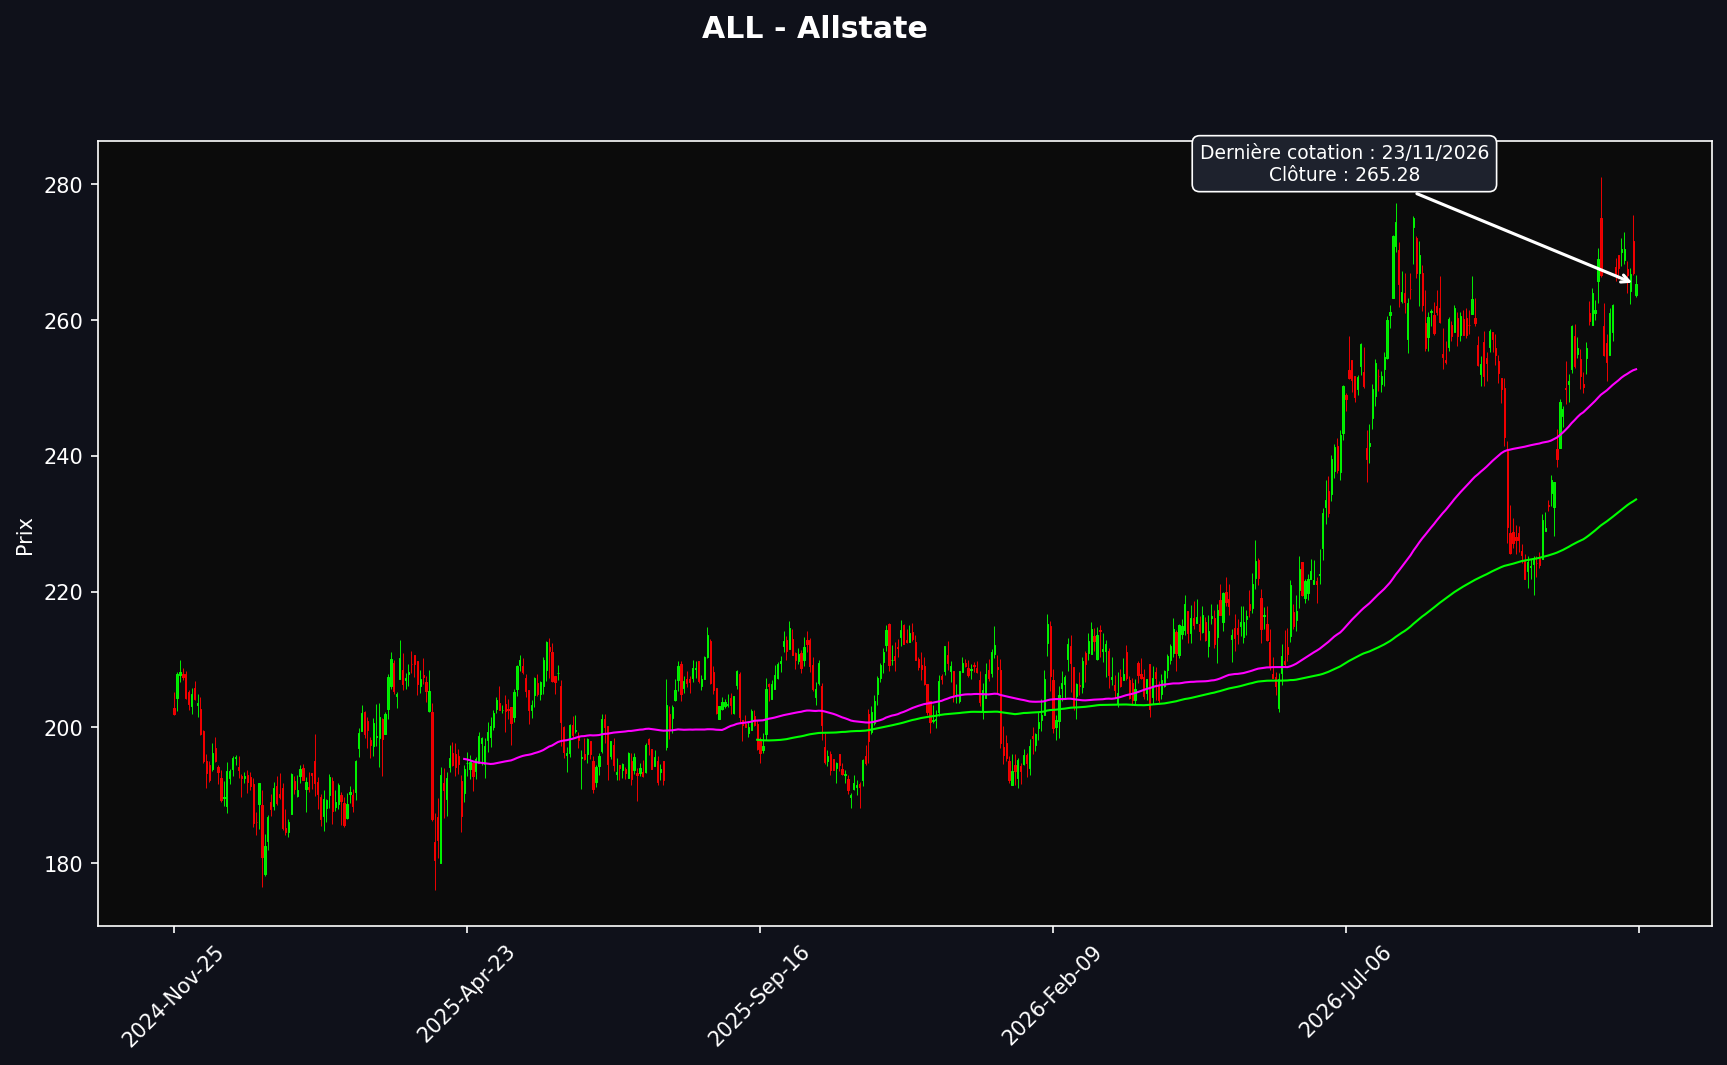 ALL - Allstate
Dernière cotation : 23/11/2026
Clôture : 265.28
280
260
240
220
200
180
Prix
2024-Nov-25
2025-Apr-23
2025-Sep-16
2026-Feb-09
2026-Jul-06